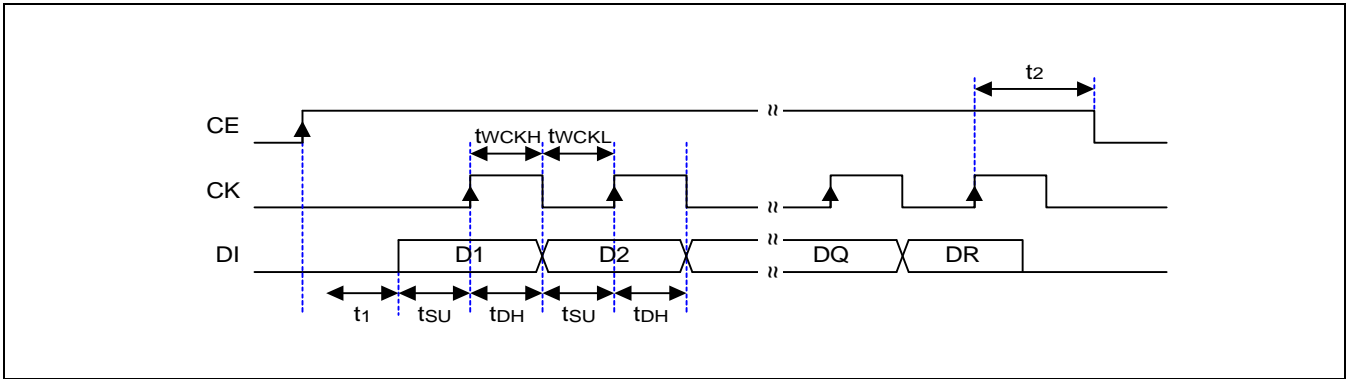 t2
CE
tWCKH tWCKL
CK
DI D1 D2 DQ DR
t1 tSU tDH tSU tDH